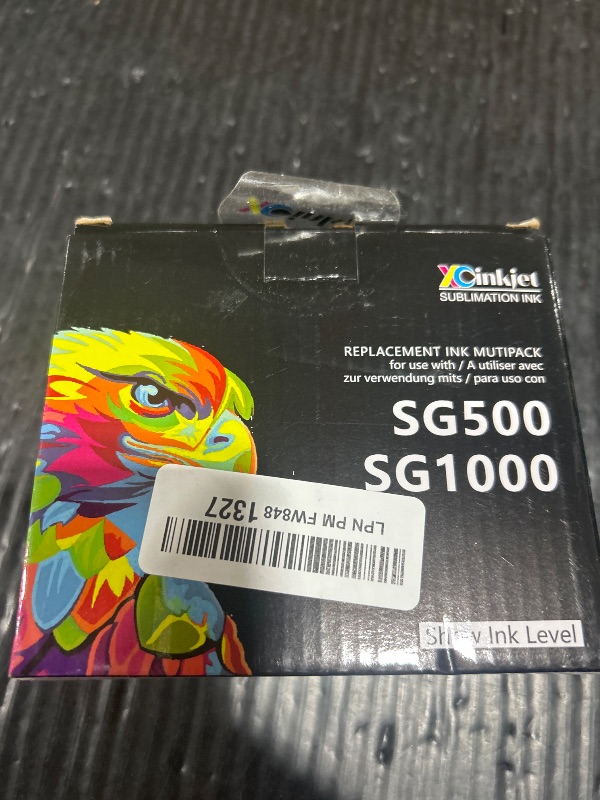 XCinkjet
SUBLIMATION INK
REPLACEMENT INK MUTIPACK
for use with / A utiliser avec
zur verwendung mits / para uso con
SG500
SG1000
LPN PM FW848 1327
Ink Level